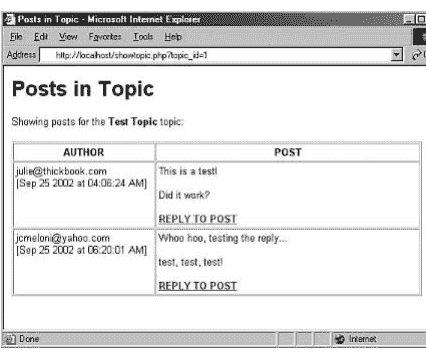 Posts in Topic - Microsoft Internet Explorer
File Edit View Favorites Tools Help
Address http://localhost/showtopic.php?topic_id=1
Posts in Topic
Showing posts for the Test Topic topic:
AUTHOR POST
julie@thickbook.com This is a test!
[Sep 25 2002 at 04:06:24 AM]
Did it work?
REPLY TO POST
jcmeloni@yahoo.com Whoo hoo, testing the reply...
[Sep 25 2002 at 06:20:01 AM]
test, test, test!
REPLY TO POST
Done Internet